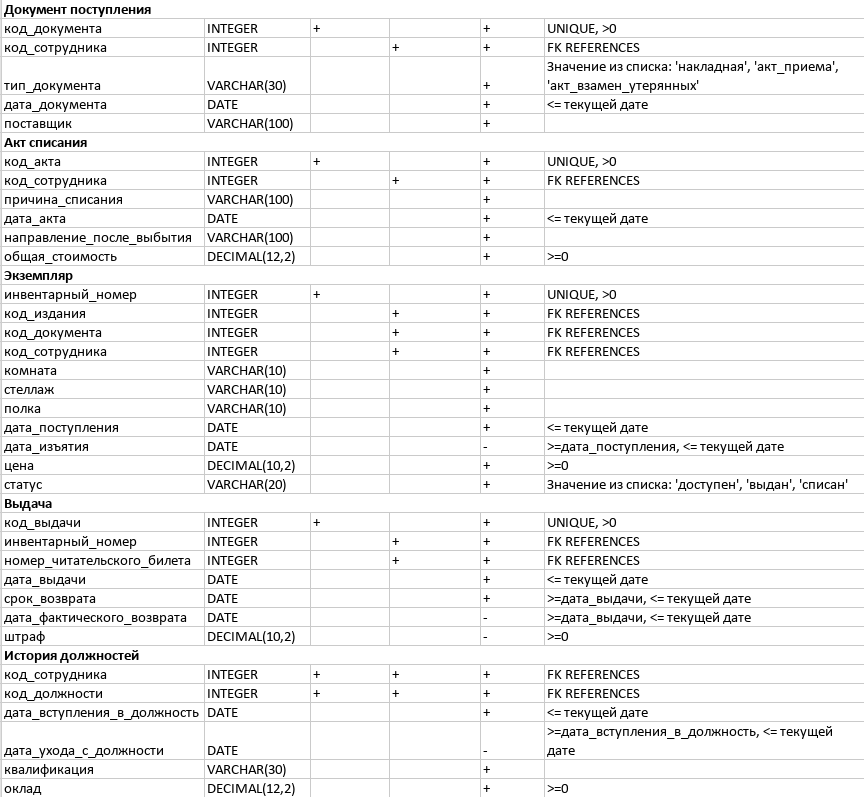 Документ поступления
код_документа INTEGER + + UNIQUE, >0
код_сотрудника INTEGER + + FK REFERENCES
Значение из списка: 'накладная', 'акт_приема',
тип_документа VARCHAR(30) + 'акт_взамен_утерянных'
дата_документа DATE + <= текущей дате
поставщик VARCHAR(100) +
Акт списания
код_акта INTEGER + + UNIQUE, >0
код_сотрудника INTEGER + + FK REFERENCES
причина_списания VARCHAR(100) +
дата_акта DATE + <= текущей дате
направление_после_выбытия VARCHAR(100) +
общая_стоимость DECIMAL(12,2) + >=0
Экземпляр
инвентарный_номер INTEGER + + UNIQUE, >0
код_издания INTEGER + + FK REFERENCES
код_документа INTEGER + + FK REFERENCES
код_сотрудника INTEGER + + FK REFERENCES
комната VARCHAR(10) +
стеллаж VARCHAR(10) +
полка VARCHAR(10) +
дата_поступления DATE + <= текущей дате
дата_изъятия DATE - >=дата_поступления, <= текущей дате
цена DECIMAL(10,2) + >=0
статус VARCHAR(20) + Значение из списка: 'доступен', 'выдан', 'списан'
Выдача
код_выдачи INTEGER + + UNIQUE, >0
инвентарный_номер INTEGER + + FK REFERENCES
номер_читательского_билета INTEGER + + FK REFERENCES
дата_выдачи DATE + <= текущей дате
срок_возврата DATE + >=дата_выдачи, <= текущей дате
дата_фактического_возврата DATE - >=дата_выдачи, <= текущей дате
штраф DECIMAL(10,2) - >=0
История должностей
код_сотрудника INTEGER + + + FK REFERENCES
код_должности INTEGER + + + FK REFERENCES
дата_вступления_в_должность DATE + <= текущей дате
>=дата_вступления_в_должность, <= текущей
дата_ухода_с_должности DATE - дате
квалификация VARCHAR(30) +
оклад DECIMAL(12,2) + >=0